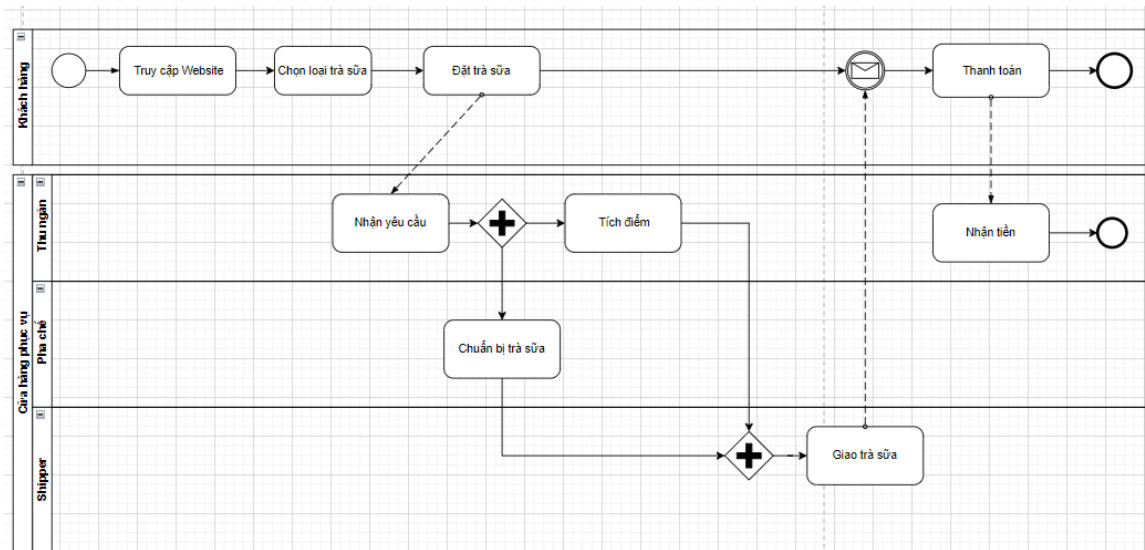 Khách hàng
Truy cập Website
Chọn loại trà sữa
Đặt trà sữa
Thanh toán
Cửa hàng phục vụ
Thu ngân
Nhận yêu cầu
Tích điểm
Nhận tiền
Pha chế
Chuẩn bị trà sữa
Shipper
Giao trà sữa